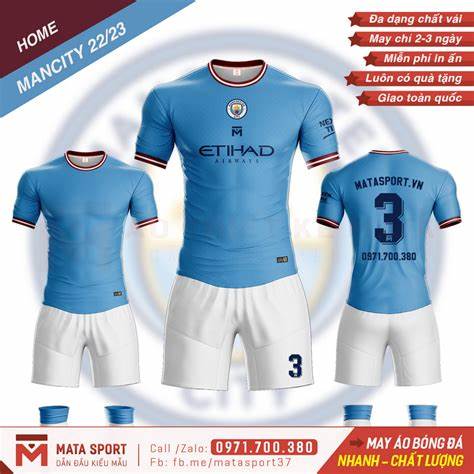 HOME
MANCITY 22/23
Đa dạng chất vải
May chỉ 2-3 ngày
Miễn phí in ấn
Luôn có quà tặng
Giao toàn quốc
ETIHAD
AIRWAYS
MATASPORT.VN
3
0971.700.380
3
CITY
MATA SPORT
DẪN ĐẦU KIỂU MẪU
Call /Zalo: 0971.700.380
Fb: fb.me/matasport37
MAY ÁO BÓNG ĐÁ
NHANH – CHẤT LƯỢNG